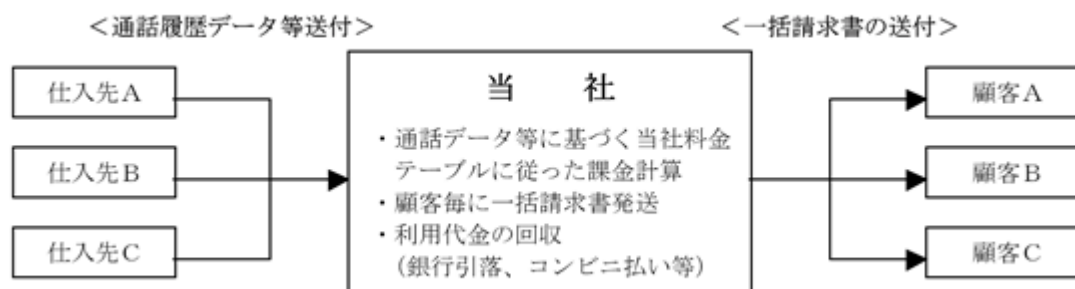 <通話履歴データ等送付>
<一括請求書の送付>
仕入先A
仕入先B
仕入先C
当　社
・通話データ等に基づく当社料金
テーブルに従った課金計算
・顧客毎に一括請求書発送
・利用代金の回収
(銀行引落、コンビニ払い等)
顧客A
顧客B
顧客C